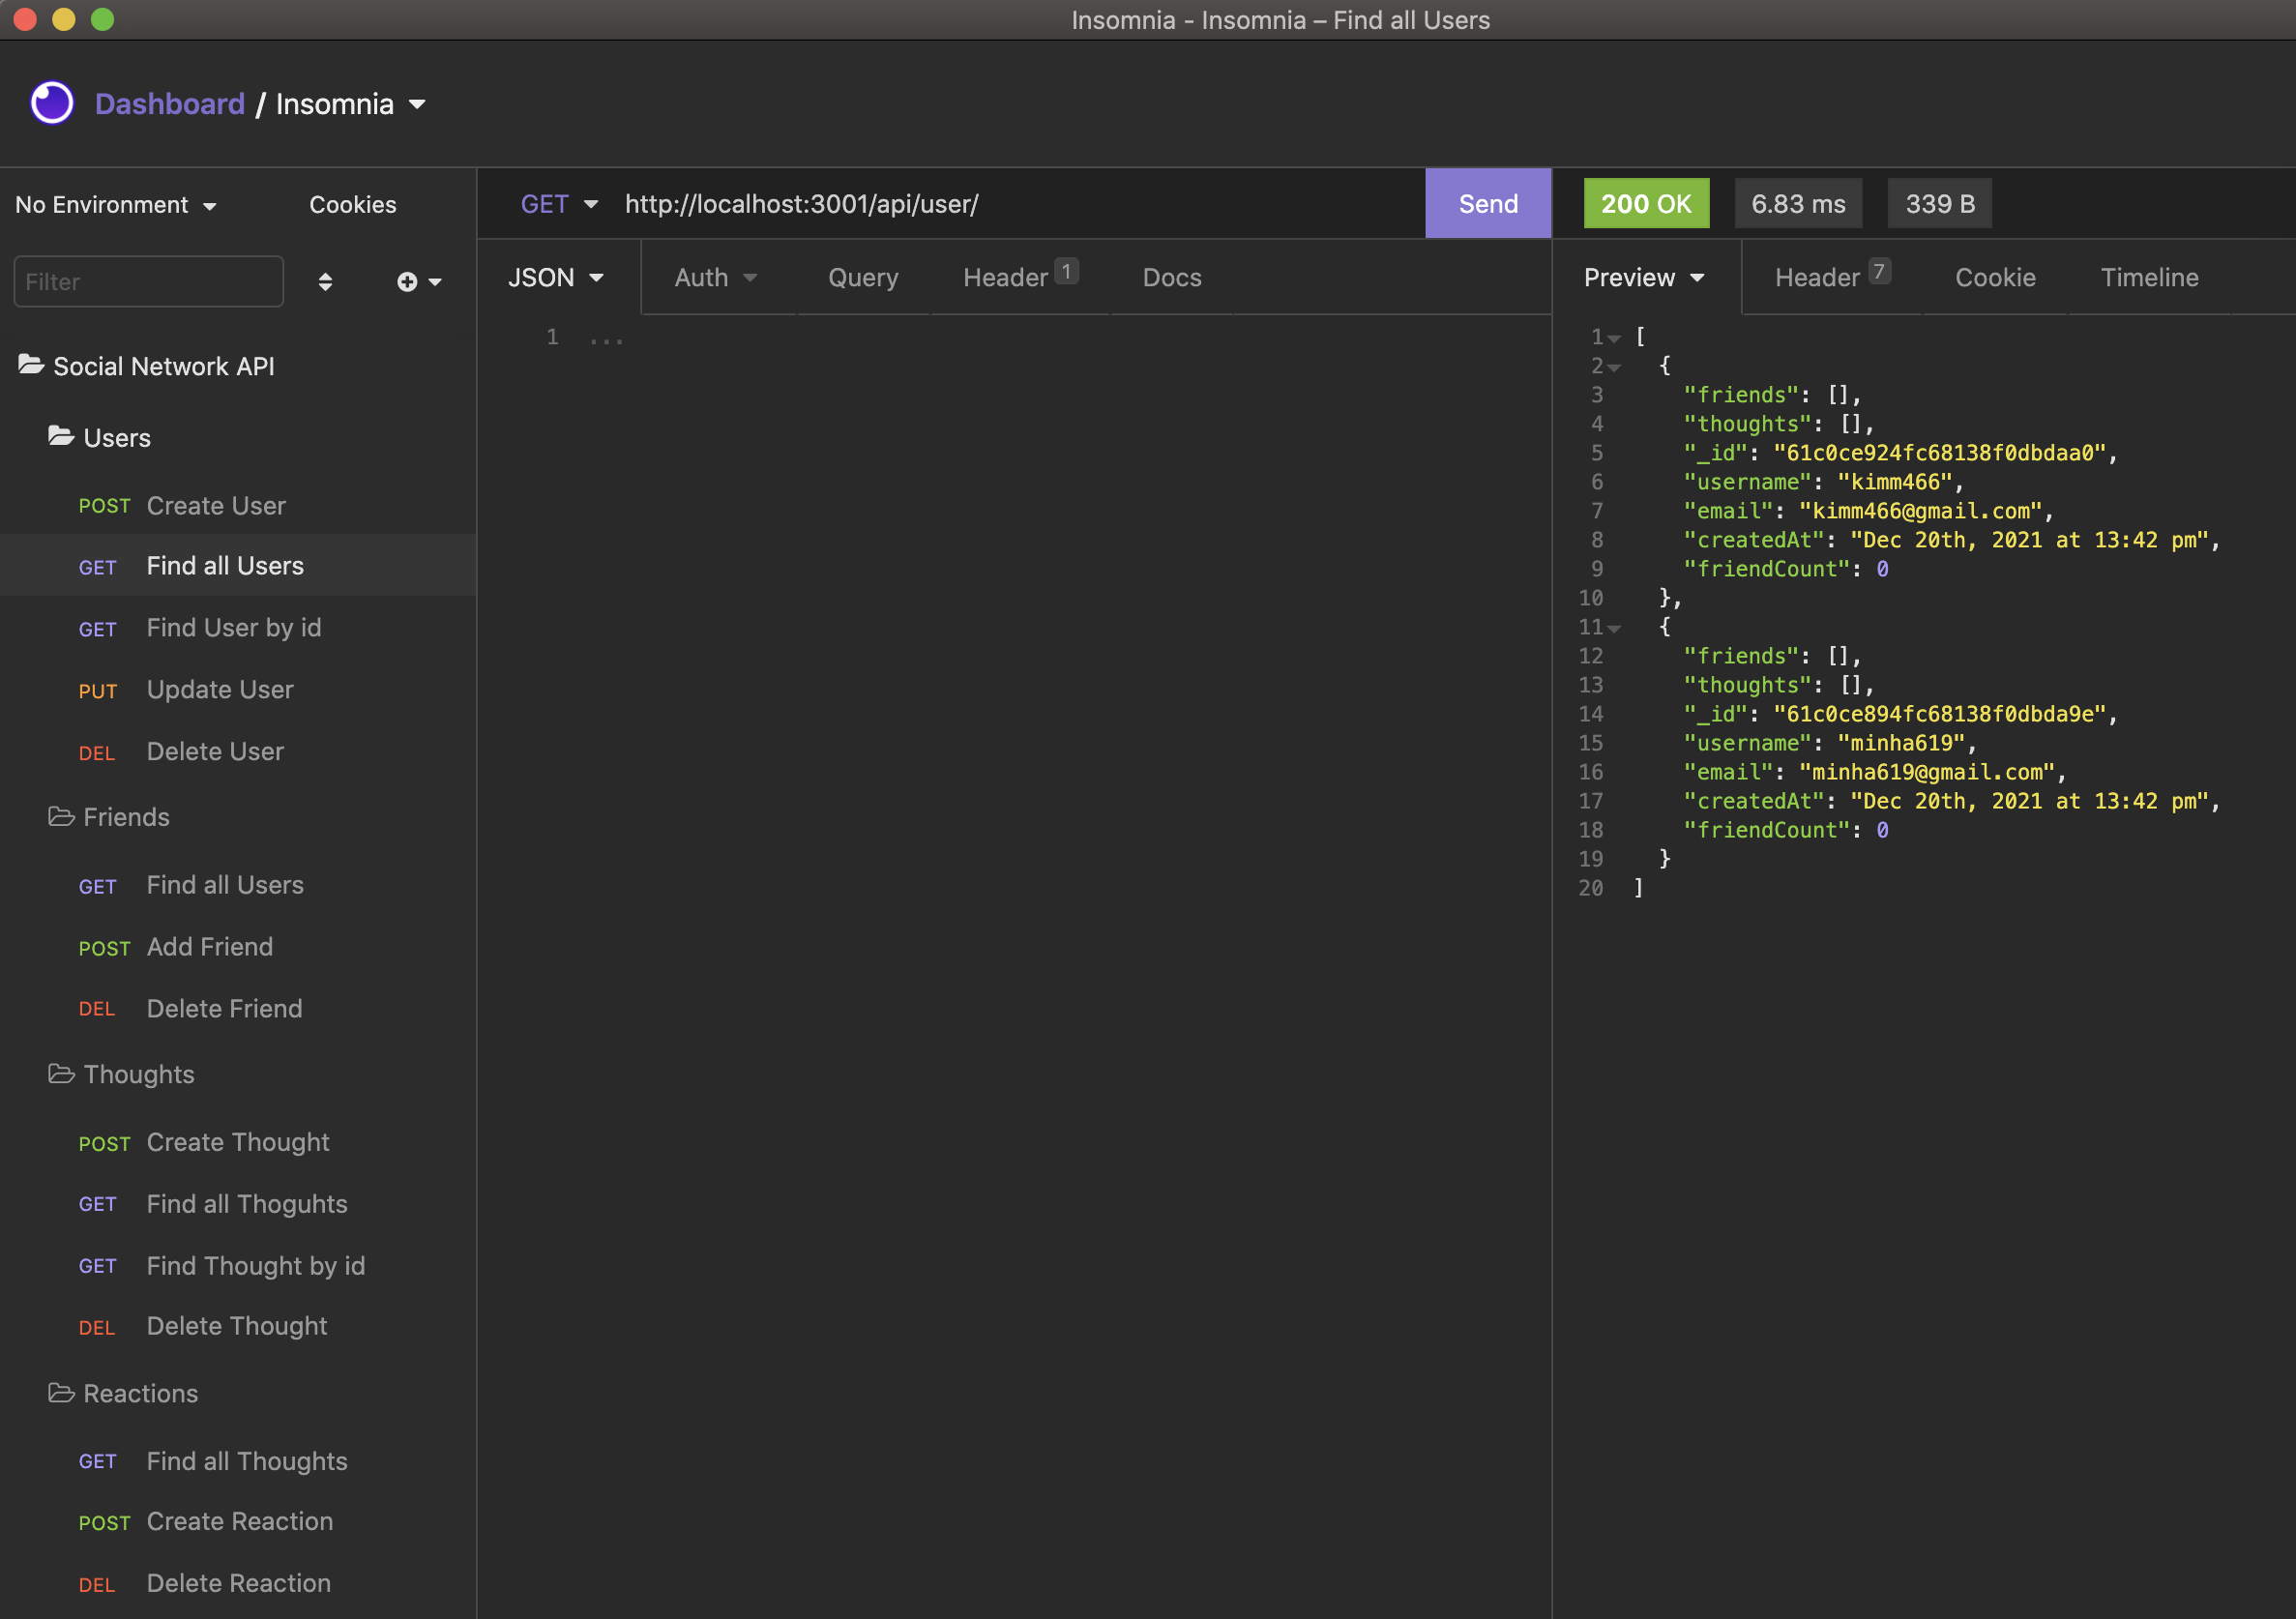 Insomnia - Insomnia – Find all Users
Dashboard / Insomnia
No Environment
Cookies
Filter
Social Network API
Users
POST Create User
GET Find all Users
GET Find User by id
PUT Update User
DEL Delete User
Friends
GET Find all Users
POST Add Friend
DEL Delete Friend
Thoughts
POST Create Thought
GET Find all Thoguhts
GET Find Thought by id
DEL Delete Thought
Reactions
GET Find all Thoughts
POST Create Reaction
DEL Delete Reaction
GET http://localhost:3001/api/user/ Send
JSON Auth Query Header 1 Docs
1 ...
200 OK 6.83 ms 339 B
Preview Header 7 Cookie Timeline
1 [
2 {
3 "friends": [],
4 "thoughts": [],
5 "_id": "61c0ce924fc68138f0dbdaa0",
6 "username": "kimm466",
7 "email": "kimm466@gmail.com",
8 "createdAt": "Dec 20th, 2021 at 13:42 pm",
9 "friendCount": 0
10 },
11 {
12 "friends": [],
13 "thoughts": [],
14 "_id": "61c0ce894fc68138f0dbda9e",
15 "username": "minha619",
16 "email": "minha619@gmail.com",
17 "createdAt": "Dec 20th, 2021 at 13:42 pm",
18 "friendCount": 0
19 }
20 ]